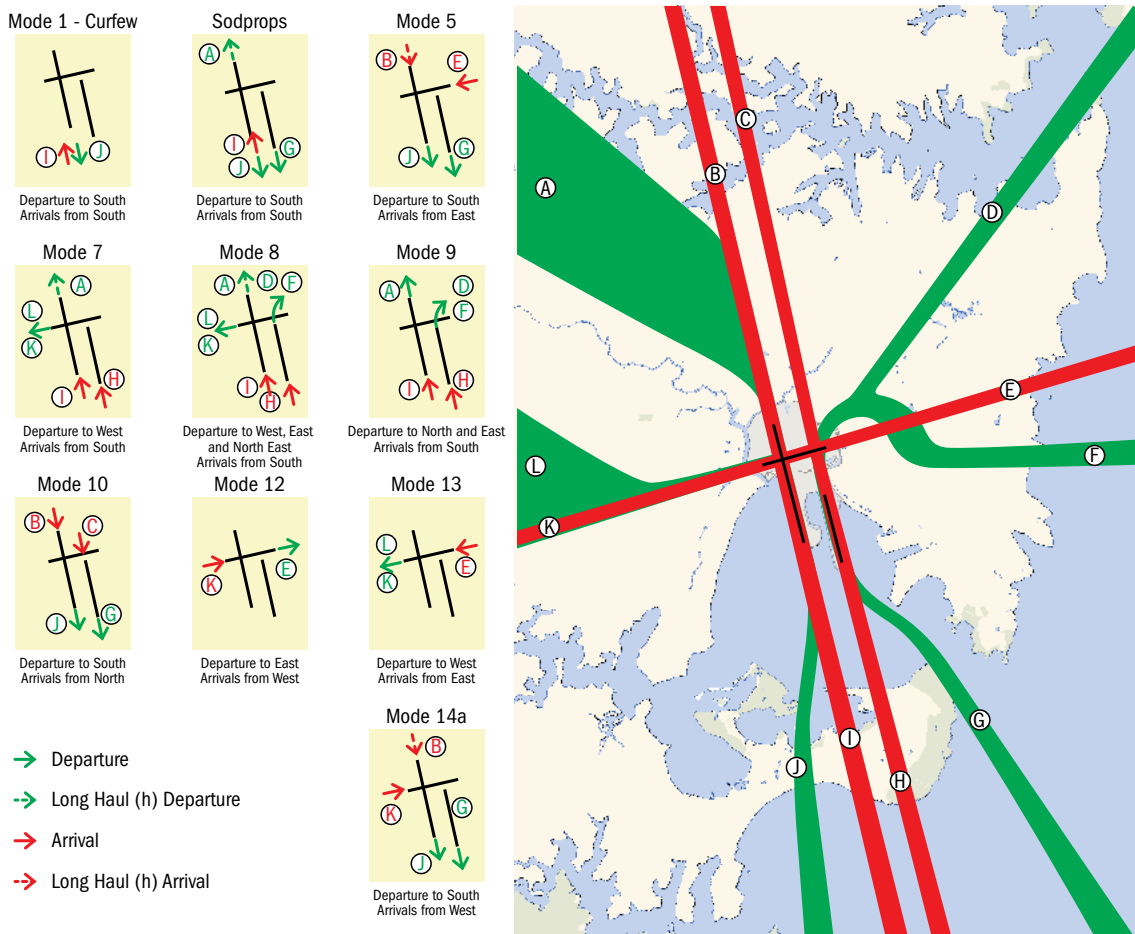 Mode 1 - Curfew
I
J
Departure to South
Arrivals from South
Sodprops
A
I
J
G
Departure to South
Arrivals from South
Mode 5
B
E
J
G
Departure to South
Arrivals from East
Mode 7
A
L
K
I
H
Departure to West
Arrivals from South
Mode 8
A
D
F
L
K
I
H
Departure to West, East
and North East
Arrivals from South
Mode 9
A
D
F
I
H
Departure to North and East
Arrivals from South
Mode 10
B
C
J
G
Departure to South
Arrivals from North
Mode 12
K
E
Departure to East
Arrivals from West
Mode 13
L
K
E
Departure to West
Arrivals from East
Mode 14a
B
K
G
J
Departure to South
Arrivals from West
Departure
Long Haul (h) Departure
Arrival
Long Haul (h) Arrival
C
B
A
D
E
F
L
K
G
I
J
H